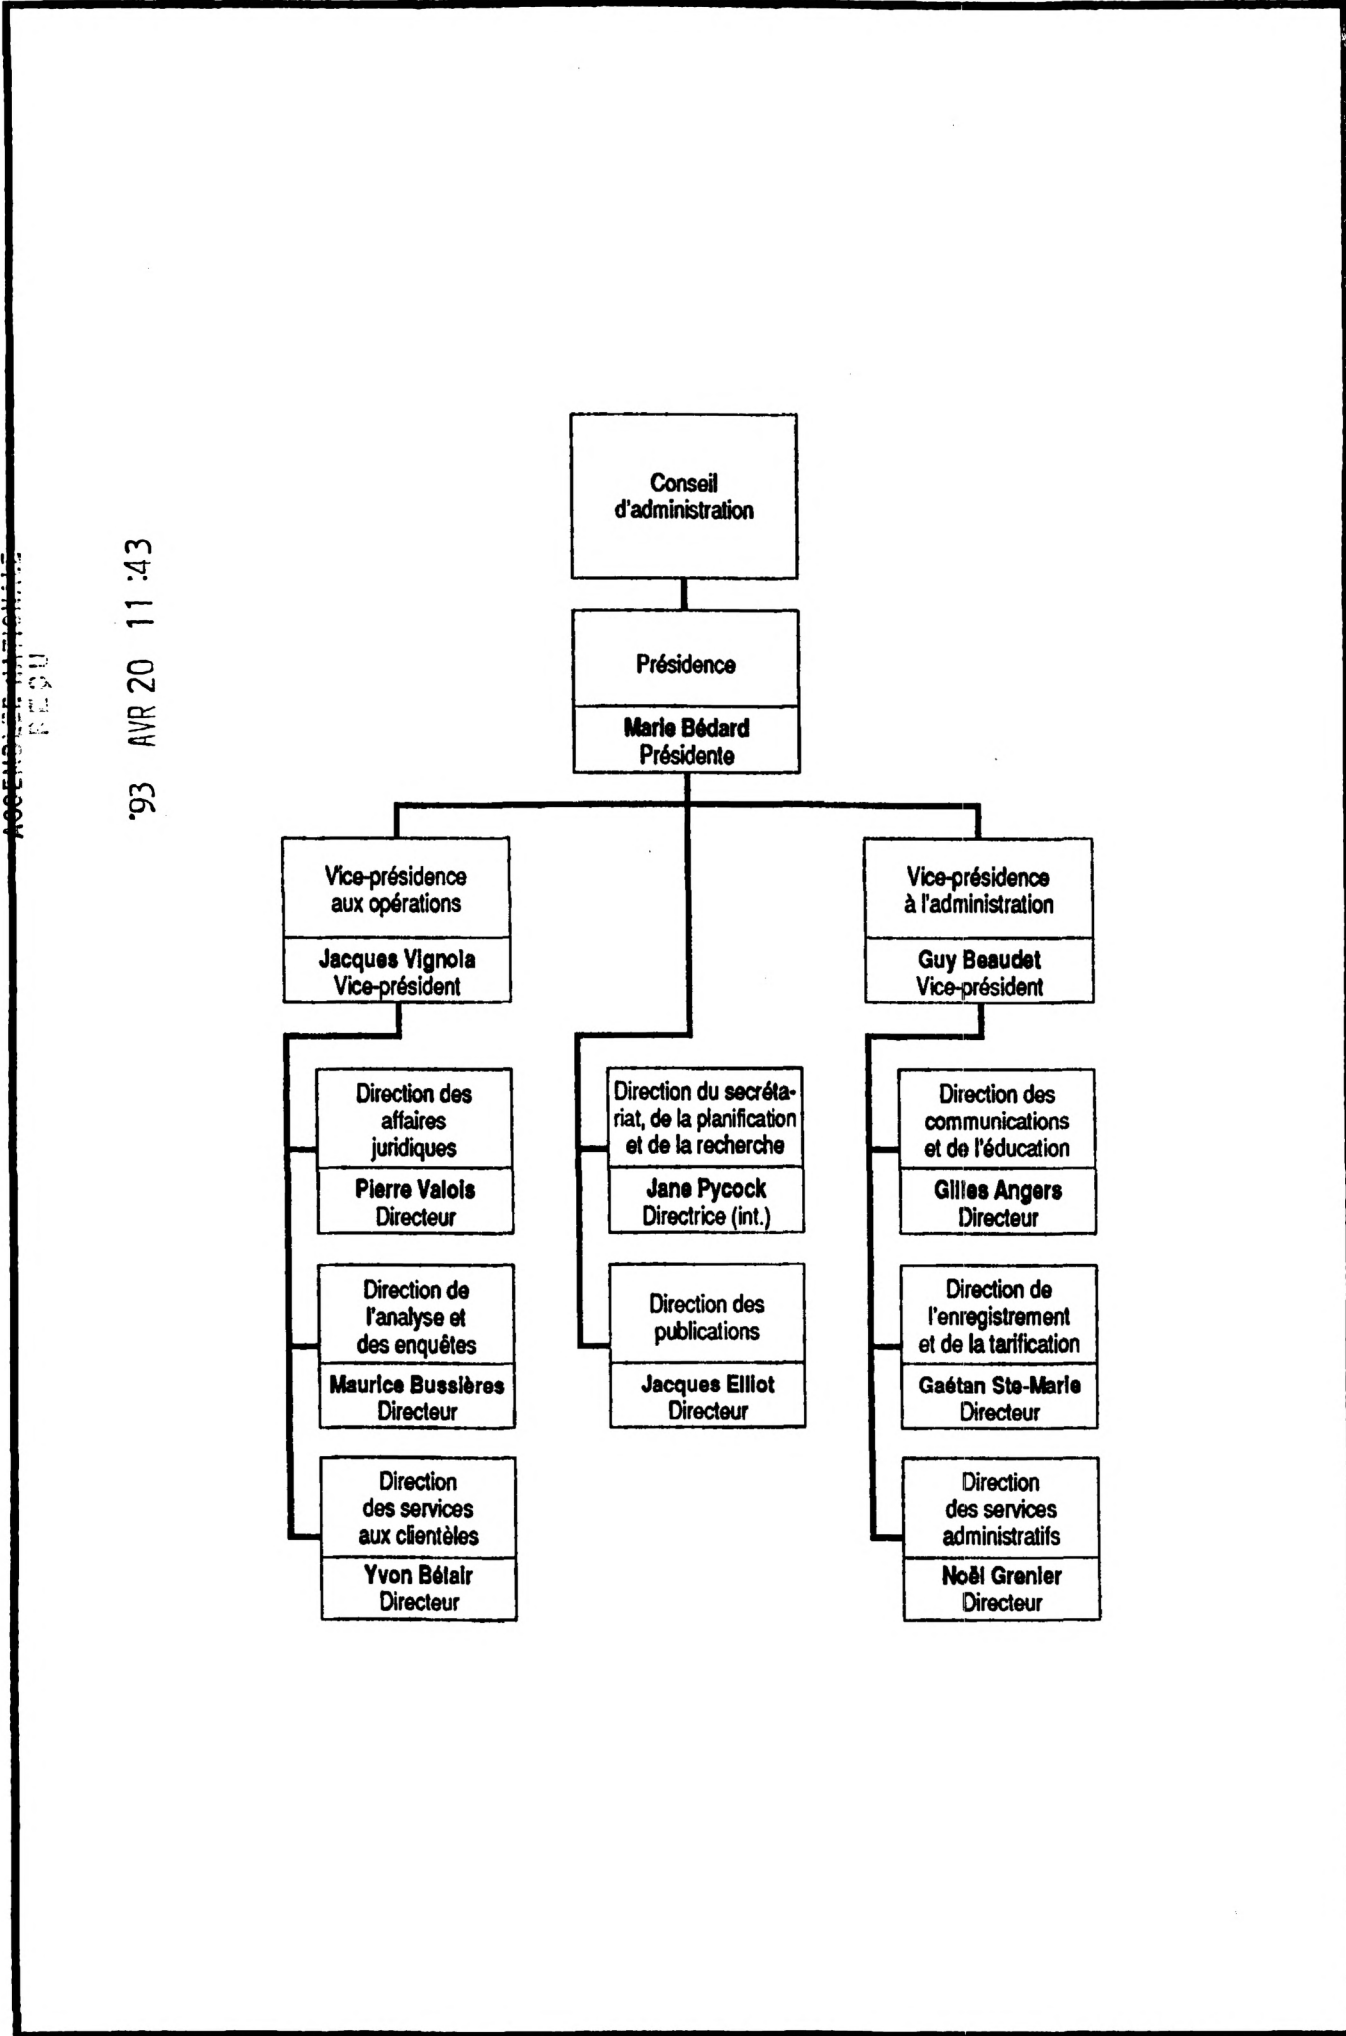 ASSEMBLÉE NATIONALE
REÇU
'93 AVR 20 11 :43
Conseil
d'administration
Présidence
Marie Bédard
Présidente
Vice-présidence
aux opérations
Jacques Vignola
Vice-président
Vice-présidence
à l'administration
Guy Beaudet
Vice-président
Direction des
affaires
juridiques
Pierre Valois
Directeur
Direction de
l'analyse et
des enquêtes
Maurice Bussières
Directeur
Direction
des services
aux clientèles
Yvon Bélair
Directeur
Direction du secréta-
riat, de la planification
et de la recherche
Jane Pycock
Directrice (int.)
Direction des
publications
Jacques Elliot
Directeur
Direction des
communications
et de l'éducation
Gilles Angers
Directeur
Direction de
l'enregistrement
et de la tarification
Gaétan Ste-Marie
Directeur
Direction
des services
administratifs
Noël Grenier
Directeur